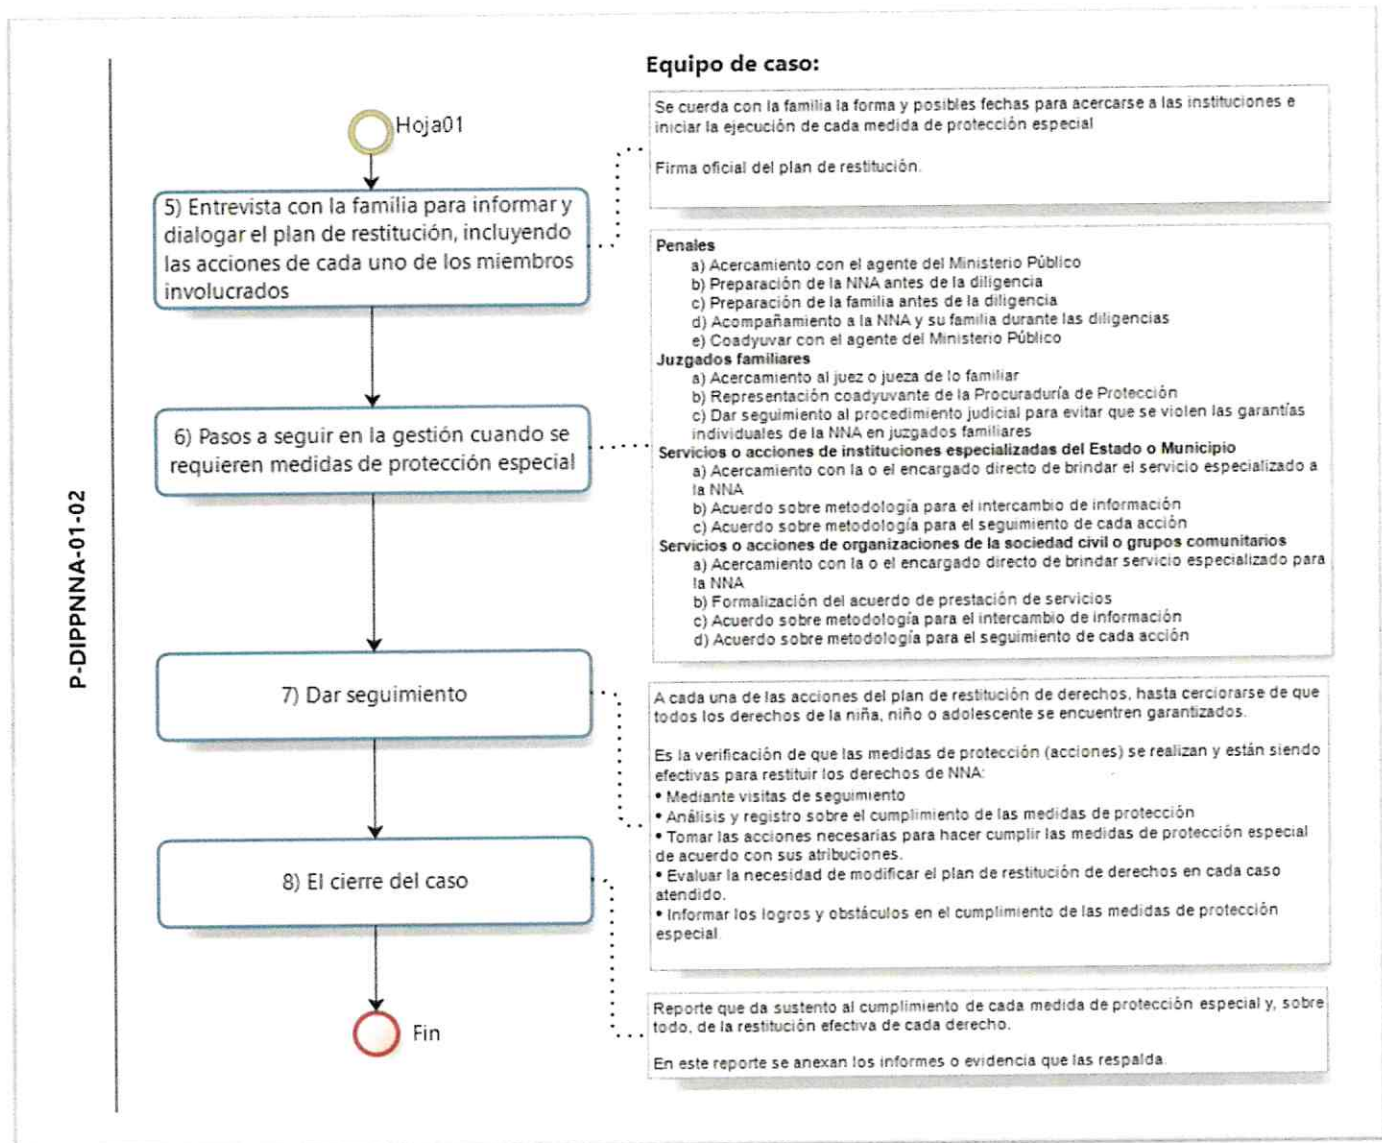 Equipo de caso:
Hoja01
Se cuerda con la familia la forma y posibles fechas para acercarse a las instituciones e
iniciar la ejecución de cada medida de protección especial
Firma oficial del plan de restitución.
5) Entrevista con la familia para informar y
dialogar el plan de restitución, incluyendo
las acciones de cada uno de los miembros
involucrados
Penales
a) Acercamiento con el agente del Ministerio Público
b) Preparación de la NNA antes de la diligencia
c) Preparación de la familia antes de la diligencia
d) Acompañamiento a la NNA y su familia durante las diligencias
e) Coadyuvar con el agente del Ministerio Público
Juzgados familiares
a) Acercamiento al juez o jueza de lo familiar
b) Representación coadyuvante de la Procuraduría de Protección
c) Dar seguimiento al procedimiento judicial para evitar que se violen las garantías
individuales de la NNA en juzgados familiares
Servicios o acciones de instituciones especializadas del Estado o Municipio
a) Acercamiento con la o el encargado directo de brindar el servicio especializado a
la NNA
b) Acuerdo sobre metodología para el intercambio de información
c) Acuerdo sobre metodología para el seguimiento de cada acción
Servicios o acciones de organizaciones de la sociedad civil o grupos comunitarios
a) Acercamiento con la o el encargado directo de brindar servicio especializado para
la NNA
b) Formalización del acuerdo de prestación de servicios
c) Acuerdo sobre metodología para el intercambio de información
d) Acuerdo sobre metodología para el seguimiento de cada acción
6) Pasos a seguir en la gestión cuando se
requieren medidas de protección especial
P-DIPPNNA-01-02
7) Dar seguimiento
A cada una de las acciones del plan de restitución de derechos, hasta cerciorarse de que
todos los derechos de la niña, niño o adolescente se encuentren garantizados.
Es la verificación de que las medidas de protección (acciones) se realizan y están siendo
efectivas para restituir los derechos de NNA:
• Mediante visitas de seguimiento
• Análisis y registro sobre el cumplimiento de las medidas de protección
• Tomar las acciones necesarias para hacer cumplir las medidas de protección especial
de acuerdo con sus atribuciones.
• Evaluar la necesidad de modificar el plan de restitución de derechos en cada caso
atendido.
• Informar los logros y obstáculos en el cumplimiento de las medidas de protección
especial
8) El cierre del caso
Reporte que da sustento al cumplimiento de cada medida de protección especial y, sobre
todo, de la restitución efectiva de cada derecho.
En este reporte se anexan los informes o evidencia que las respalda
Fin